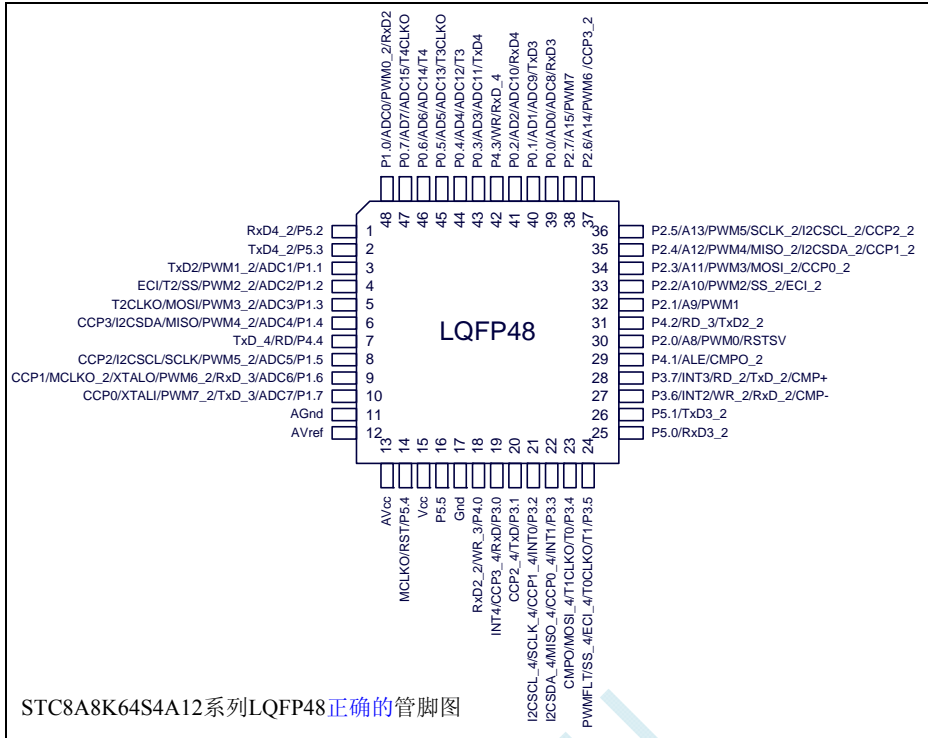 P1.0/ADC0/PWM0_2/RxD2
P0.7/AD7/ADC15/T4CLKO
P0.6/AD6/ADC14/T4
P0.5/AD5/ADC13/T3CLKO
P0.4/AD4/ADC12/T3
P0.3/AD3/ADC11/TxD4
P4.3/WR/RxD_4
P0.2/AD2/ADC10/RxD4
P0.1/AD1/ADC9/TxD3
P0.0/AD0/ADC8/RxD3
P2.7/A15/PWM7
P2.6/A14/PWM6 /CCP3_2
48 47 46 45 44 43 42 41 40 39 38 37
RxD4_2/P5.2 1
TxD4_2/P5.3 2
TxD2/PWM1_2/ADC1/P1.1 3
ECI/T2/SS/PWM2_2/ADC2/P1.2 4
T2CLKO/MOSI/PWM3_2/ADC3/P1.3 5
CCP3/I2CSDA/MISO/PWM4_2/ADC4/P1.4 6
TxD_4/RD/P4.4 7
CCP2/I2CSCL/SCLK/PWM5_2/ADC5/P1.5 8
CCP1/MCLKO_2/XTALO/PWM6_2/RxD_3/ADC6/P1.6 9
CCP0/XTALI/PWM7_2/TxD_3/ADC7/P1.7 10
AGnd 11
AVref 12
LQFP48
36 P2.5/A13/PWM5/SCLK_2/I2CSCL_2/CCP2_2
35 P2.4/A12/PWM4/MISO_2/I2CSDA_2/CCP1_2
34 P2.3/A11/PWM3/MOSI_2/CCP0_2
33 P2.2/A10/PWM2/SS_2/ECI_2
32 P2.1/A9/PWM1
31 P4.2/RD_3/TxD2_2
30 P2.0/A8/PWM0/RSTSV
29 P4.1/ALE/CMPO_2
28 P3.7/INT3/RD_2/TxD_2/CMP+
27 P3.6/INT2/WR_2/RxD_2/CMP-
26 P5.1/TxD3_2
25 P5.0/RxD3_2
13 14 15 16 17 18 19 20 21 22 23 24
AVcc
MCLKO/RST/P5.4
Vcc
P5.5
Gnd
RxD2_2/WR_3/P4.0
INT4/CCP3_4/RxD/P3.0
CCP2_4/TxD/P3.1
I2CSCL_4/SCLK_4/CCP1_4/INT0/P3.2
I2CSDA_4/MISO_4/CCP0_4/INT1/P3.3
CMPO/MOSI_4/T1CLKO/T0/P3.4
PWMFLT/SS_4/ECI_4/T0CLKO/T1/P3.5
STC8A8K64S4A12系列LQFP48正确的管脚图